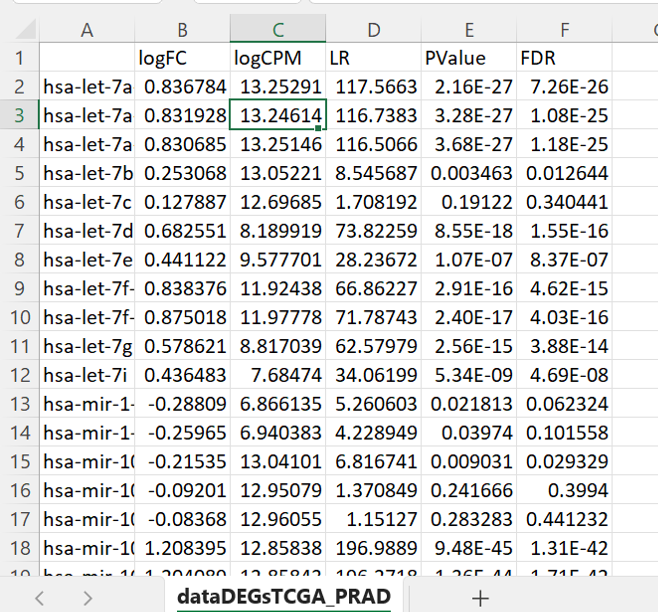 A B C D E F
1 logFC logCPM LR PValue FDR
2 hsa-let-7a 0.836784 13.25291 117.5663 2.16E-27 7.26E-26
3 hsa-let-7a 0.831928 13.24614 116.7383 3.28E-27 1.08E-25
4 hsa-let-7a 0.830685 13.25146 116.5066 3.68E-27 1.18E-25
5 hsa-let-7b 0.253068 13.05221 8.545687 0.003463 0.012644
6 hsa-let-7c 0.127887 12.69685 1.708192 0.19122 0.340441
7 hsa-let-7d 0.682551 8.189919 73.82259 8.55E-18 1.55E-16
8 hsa-let-7e 0.441122 9.577701 28.23672 1.07E-07 8.37E-07
9 hsa-let-7f- 0.838376 11.92438 66.86227 2.91E-16 4.62E-15
10 hsa-let-7f- 0.875018 11.97778 71.78743 2.40E-17 4.03E-16
11 hsa-let-7g 0.578621 8.817039 62.57979 2.56E-15 3.88E-14
12 hsa-let-7i 0.436483 7.68474 34.06199 5.34E-09 4.69E-08
13 hsa-mir-1- -0.28809 6.866135 5.260603 0.021813 0.062324
14 hsa-mir-1- -0.25965 6.940383 4.228949 0.03974 0.101558
15 hsa-mir-10 -0.21535 13.04101 6.816741 0.009031 0.029329
16 hsa-mir-10 -0.09201 12.95079 1.370849 0.241666 0.3994
17 hsa-mir-10 -0.08368 12.96055 1.15127 0.283283 0.441232
18 hsa-mir-10 1.208395 12.85838 196.9889 9.48E-45 1.31E-42
dataDEGsTCGA_PRAD